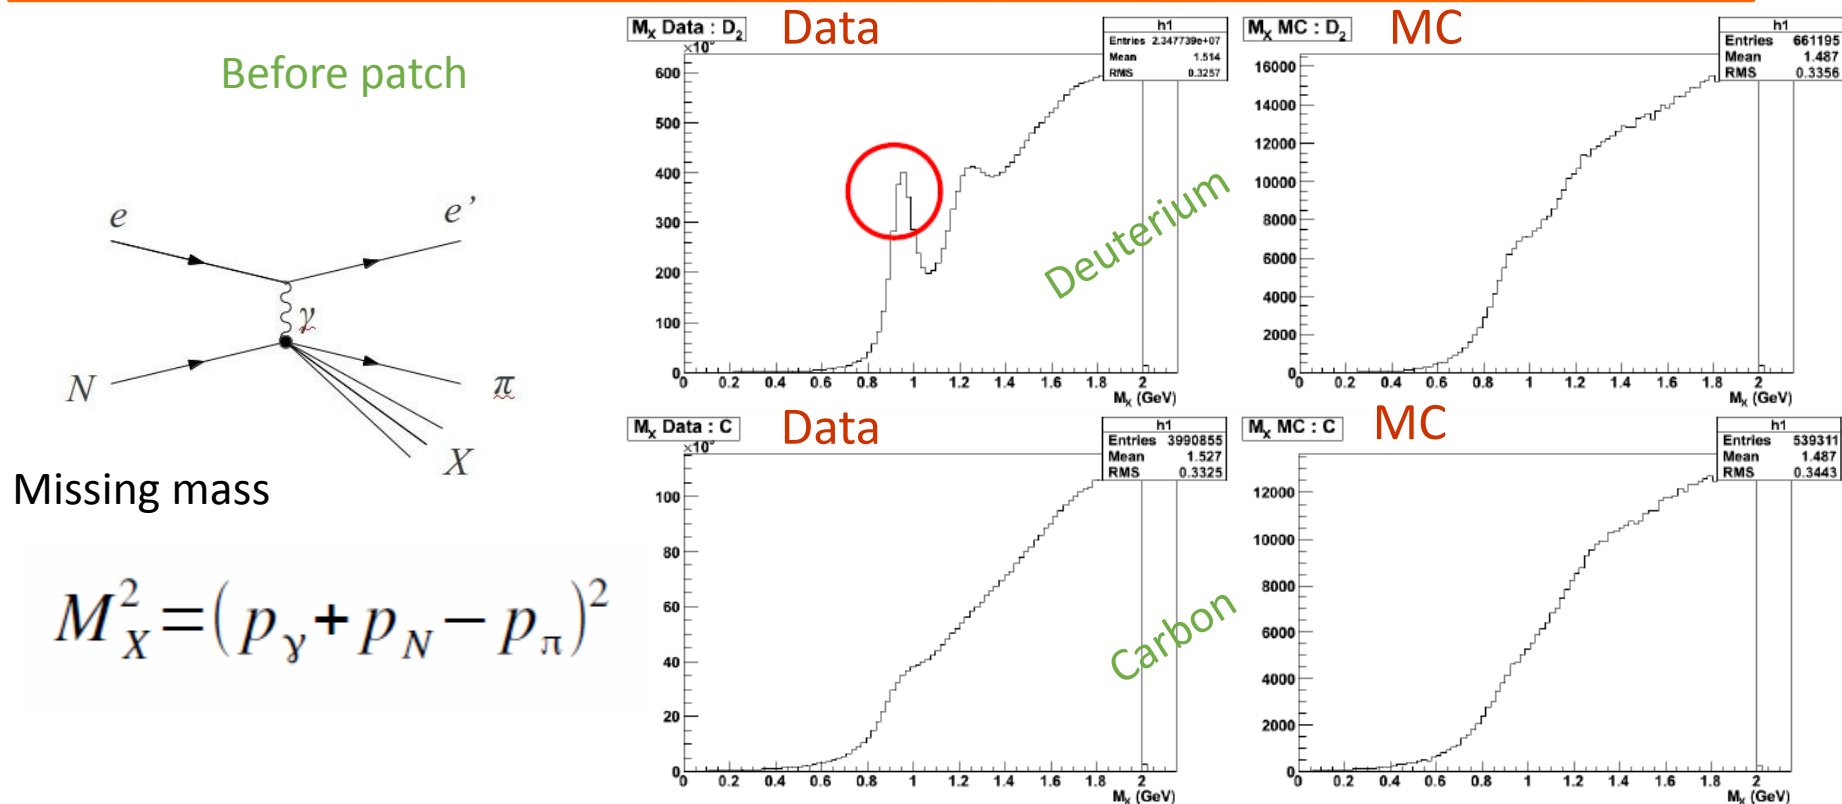 Before patch
e
e'
γ
N
π
X
Missing mass
M_X^2=(p_γ+p_N−p_π)^2
M_X Data : D_2
Data
×10^3
h1
Entries 2.347739e+07
Mean 1.514
RMS 0.3257
600
500
400
300
200
100
0
0 0.2 0.4 0.6 0.8 1 1.2 1.4 1.6 1.8 2
M_X (GeV)
Deuterium
M_X MC : D_2
MC
h1
Entries 661195
Mean 1.487
RMS 0.3356
16000
14000
12000
10000
8000
6000
4000
2000
0
0 0.2 0.4 0.6 0.8 1 1.2 1.4 1.6 1.8 2
M_X (GeV)
M_X Data : C
Data
×10^3
h1
Entries 3990855
Mean 1.527
RMS 0.3325
100
80
60
40
20
0
0 0.2 0.4 0.6 0.8 1 1.2 1.4 1.6 1.8 2
M_X (GeV)
Carbon
M_X MC : C
MC
h1
Entries 539311
Mean 1.487
RMS 0.3443
12000
10000
8000
6000
4000
2000
0
0 0.2 0.4 0.6 0.8 1 1.2 1.4 1.6 1.8 2
M_X (GeV)